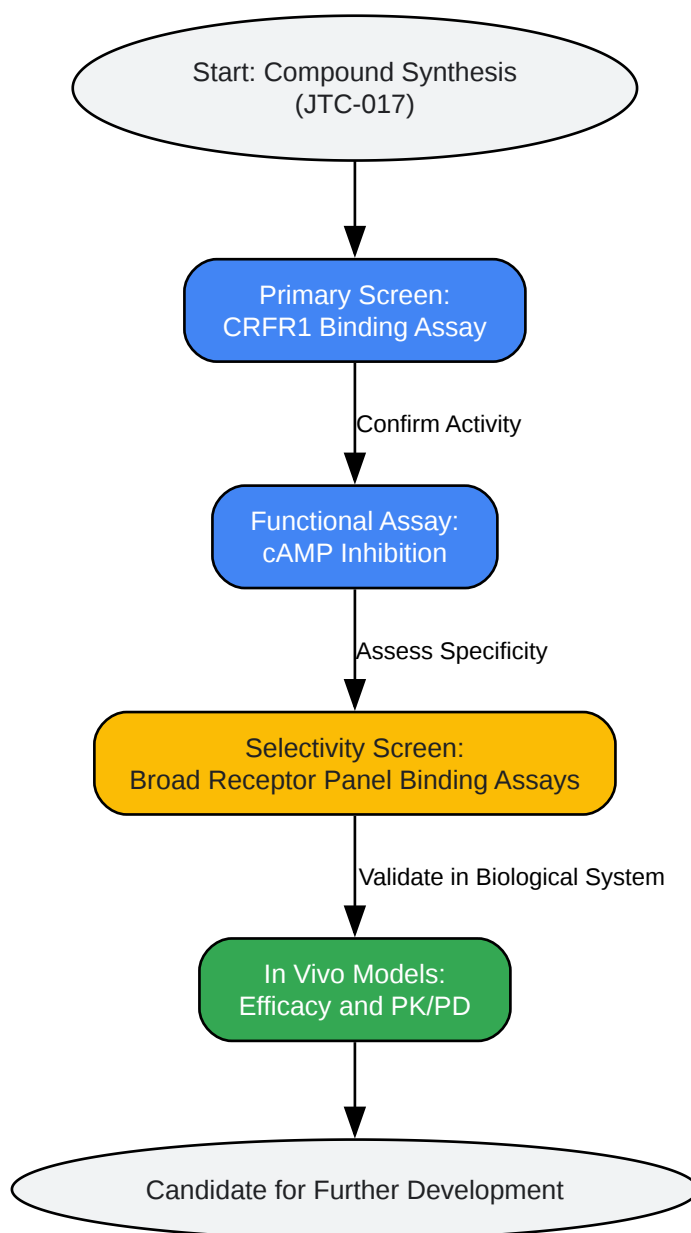 Start: Compound Synthesis
(JTC-017)
Primary Screen:
CRFR1 Binding Assay
Confirm Activity
Functional Assay:
cAMP Inhibition
Assess Specificity
Selectivity Screen:
Broad Receptor Panel Binding Assays
Validate in Biological System
In Vivo Models:
Efficacy and PK/PD
Candidate for Further Development